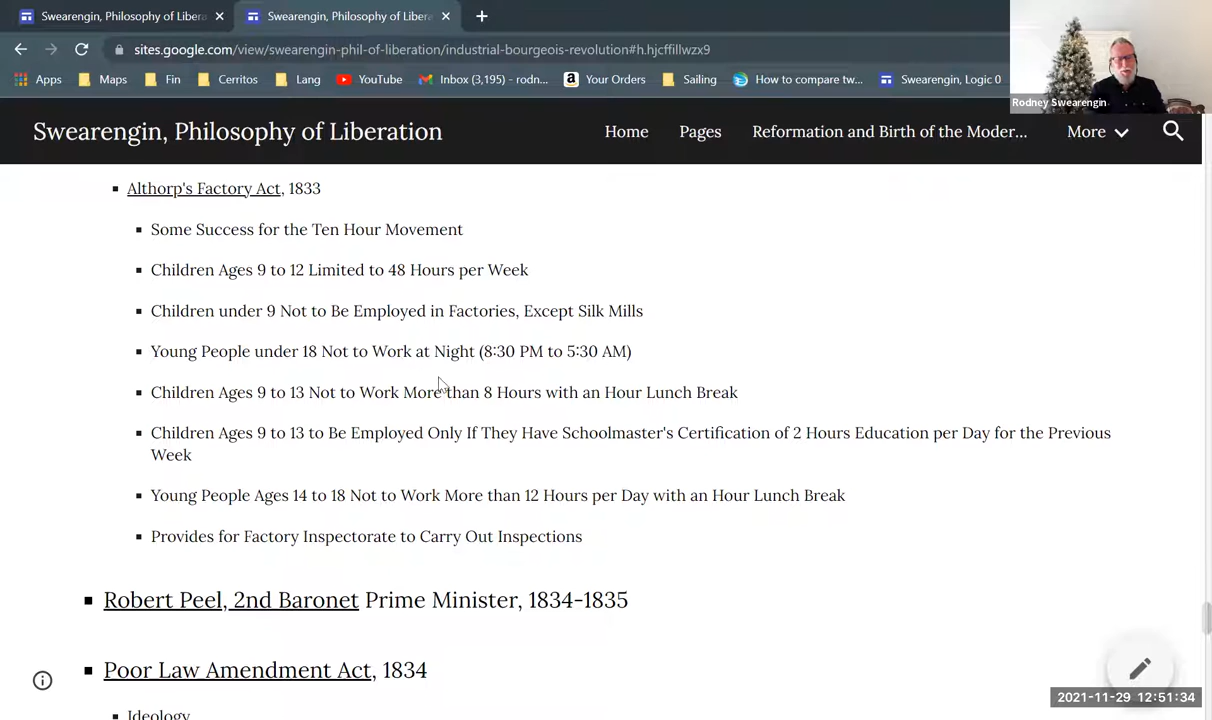 Swearengin, Philosophy of Libera
Swearengin, Philosophy of Libera
sites.google.com/view/swearengin-phil-of-liberation/industrial-bourgeois-revolution#h.hjcffillwzx9
Apps Maps Fin Cerritos Lang YouTube Inbox (3,195) - rodn... Your Orders Sailing How to compare tw... Swearengin, Logic 0
Rodney Swearengin
Swearengin, Philosophy of Liberation
Home Pages Reformation and Birth of the Moder... More
Althorp's Factory Act, 1833
Some Success for the Ten Hour Movement
Children Ages 9 to 12 Limited to 48 Hours per Week
Children under 9 Not to Be Employed in Factories, Except Silk Mills
Young People under 18 Not to Work at Night (8:30 PM to 5:30 AM)
Children Ages 9 to 13 Not to Work More than 8 Hours with an Hour Lunch Break
Children Ages 9 to 13 to Be Employed Only If They Have Schoolmaster's Certification of 2 Hours Education per Day for the Previous
Week
Young People Ages 14 to 18 Not to Work More than 12 Hours per Day with an Hour Lunch Break
Provides for Factory Inspectorate to Carry Out Inspections
Robert Peel, 2nd Baronet Prime Minister, 1834-1835
Poor Law Amendment Act, 1834
Ideology
2021-11-29 12:51:34